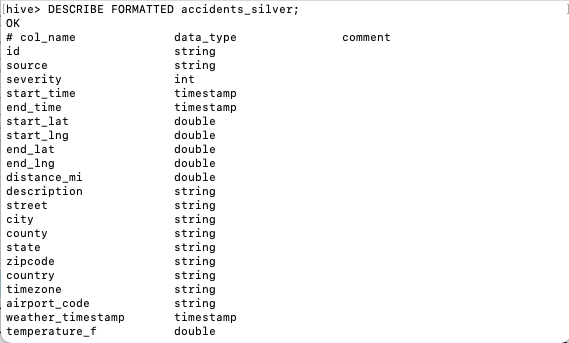 [hive> DESCRIBE FORMATTED accidents_silver; ]
OK
# col_name data_type comment
id string
source string
severity int
start_time timestamp
end_time timestamp
start_lat double
start_lng double
end_lat double
end_lng double
distance_mi double
description string
street string
city string
county string
state string
zipcode string
country string
timezone string
airport_code string
weather_timestamp timestamp
temperature_f double